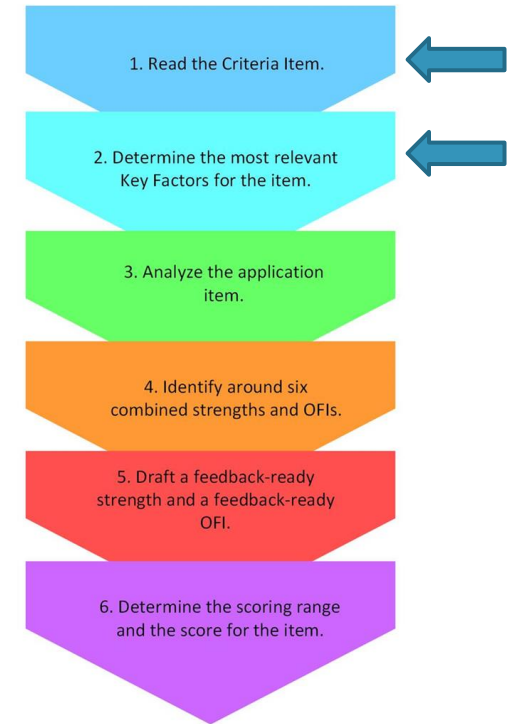 1. Read the Criteria Item.
2. Determine the most relevant
Key Factors for the item.
3. Analyze the application
item.
4. Identify around six
combined strengths and OFIs.
5. Draft a feedback-ready
strength and a feedback-ready
OFI.
6. Determine the scoring range
and the score for the item.